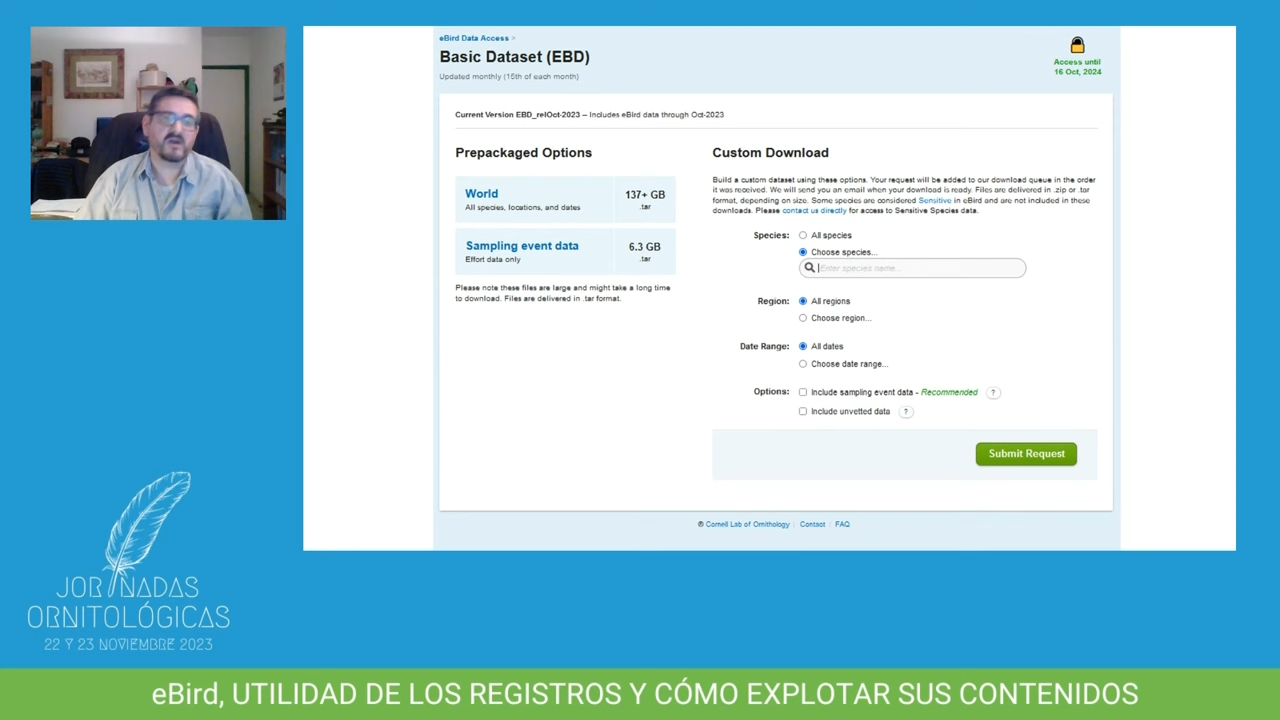 eBird Data Access >
Basic Dataset (EBD)
Updated monthly (15th of each month)
Access until
16 Oct, 2024
Current Version EBD_relOct-2023 – Includes eBird data through Oct-2023
Prepackaged Options
World
All species, locations, and dates
137+ GB
.tar
Sampling event data
Effort data only
6.3 GB
.tar
Please note these files are large and might take a long time
to download. Files are delivered in .tar format.
Custom Download
Build a custom dataset using these options. Your request will be added to our download queue in the order
it was received. We will send you an email when your download is ready. Files are delivered in .zip or .tar
format, depending on size. Some species are considered Sensitive in eBird and are not included in these
downloads. Please contact us directly for access to Sensitive Species data.
Species: All species
Choose species...
Enter species name...
Region: All regions
Choose region...
Date Range: All dates
Choose date range...
Options: Include sampling event data - Recommended ?
Include unvetted data ?
Submit Request
© Cornell Lab of Ornithology | Contact | FAQ
JORNADAS
ORNITOLÓGICAS
22 Y 23 NOVIEMBRE 2023
eBird, UTILIDAD DE LOS REGISTROS Y CÓMO EXPLOTAR SUS CONTENIDOS